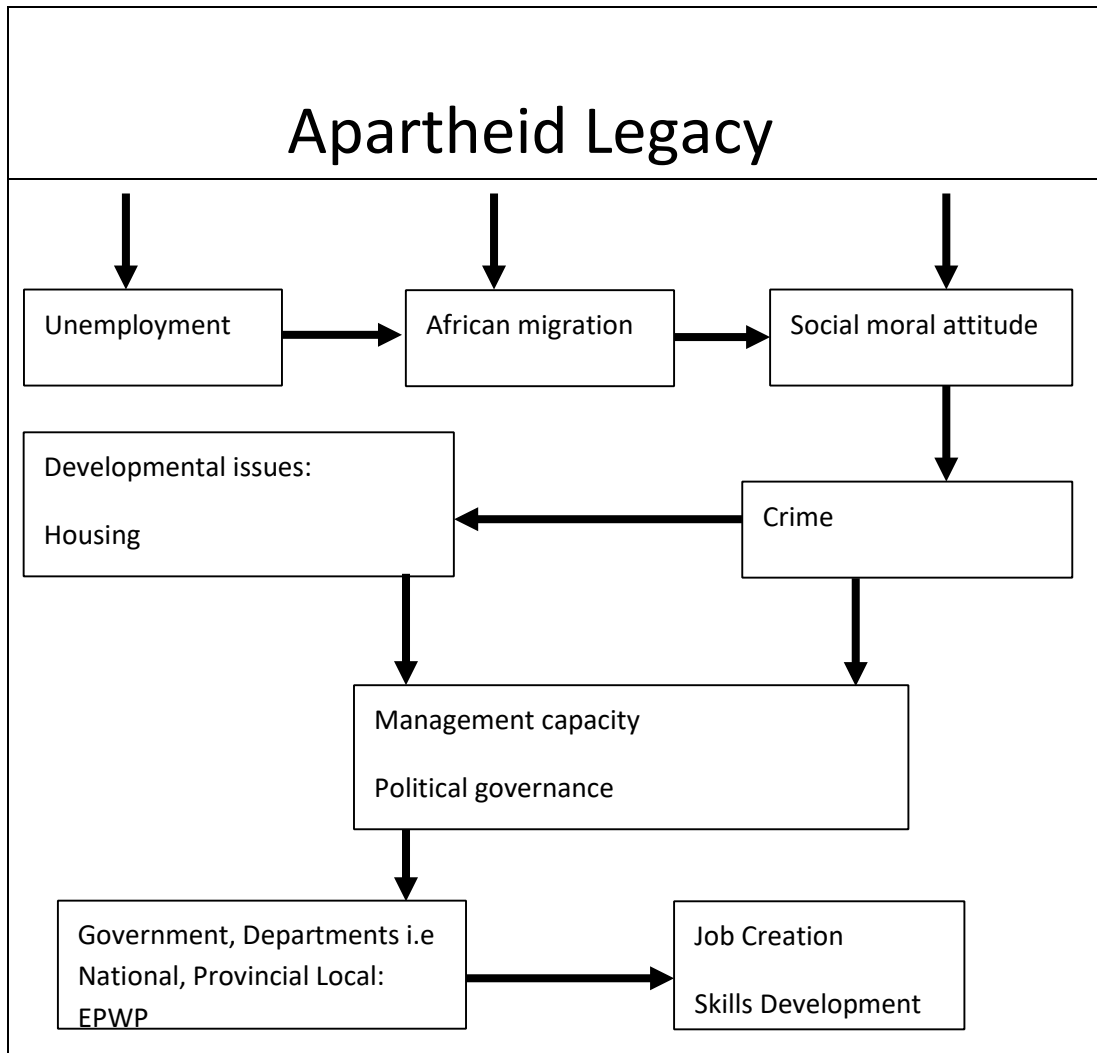 Apartheid Legacy
Unemployment
African migration
Social moral attitude
Developmental issues:
Housing
Crime
Management capacity
Political governance
Government, Departments i.e
National, Provincial Local:
EPWP
Job Creation
Skills Development